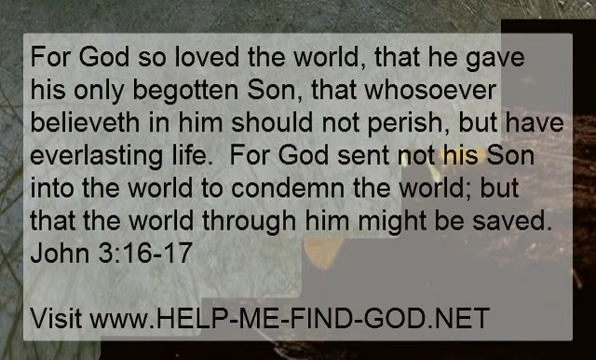 For God so loved the world, that he gave
his only begotten Son, that whosoever
believeth in him should not perish, but have
everlasting life.  For God sent not his Son
into the world to condemn the world; but
that the world through him might be saved.
John 3:16-17
Visit www.HELP-ME-FIND-GOD.NET